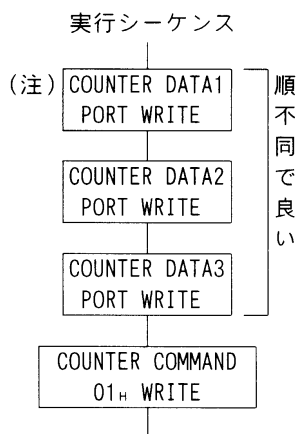 実行シーケンス
(注)
COUNTER DATA1
PORT WRITE
COUNTER DATA2
PORT WRITE
COUNTER DATA3
PORT WRITE
順不同で良い
COUNTER COMMAND
01H WRITE